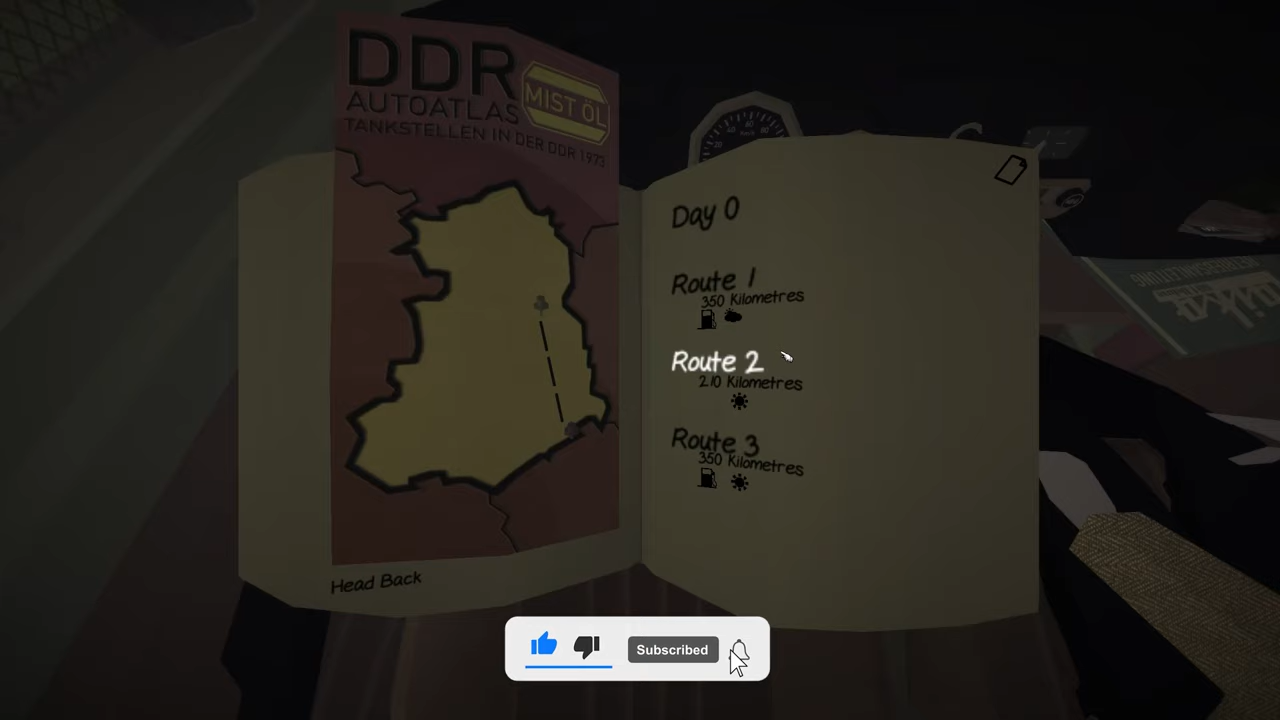 DDR
AUTOATLAS
MIST ÖL
TANKSTELLEN IN DER DDR 1973
Head Back
Day 0
Route 1
350 Kilometres
Route 2
210 Kilometres
Route 3
350 Kilometres
Subscribed